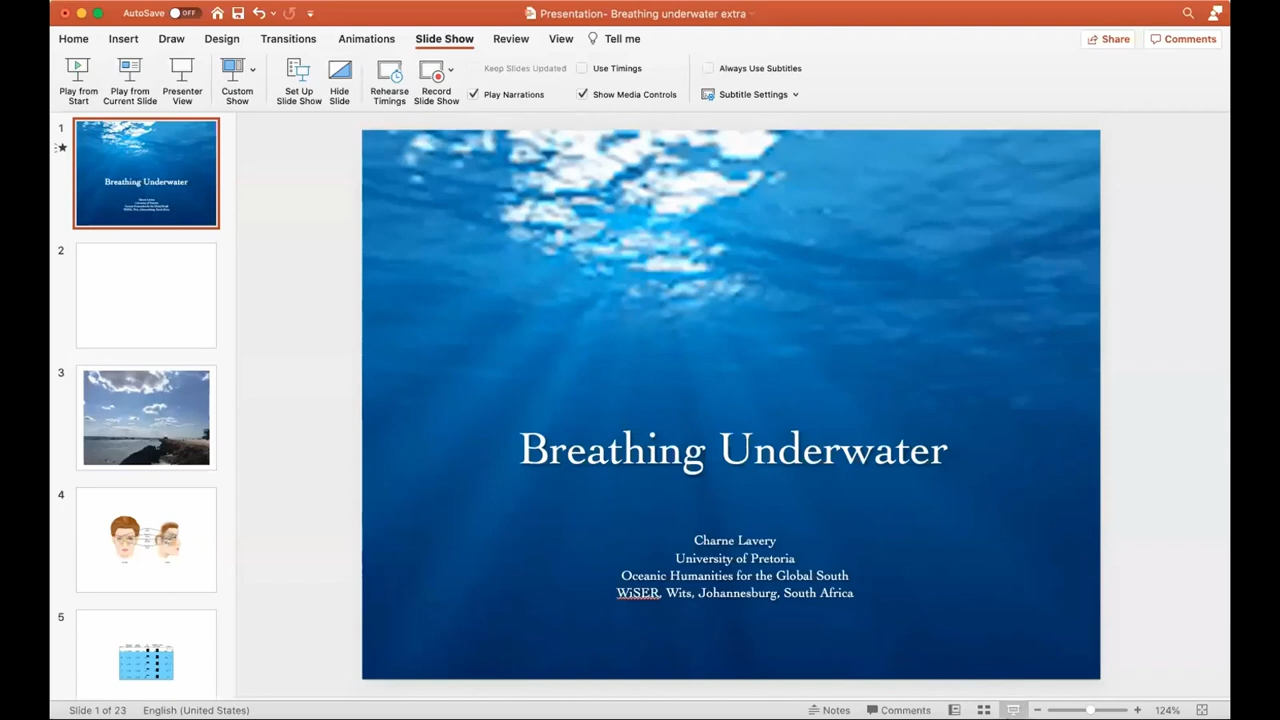 AutoSave OFF
Presentation- Breathing underwater extra
Home Insert Draw Design Transitions Animations Slide Show Review View Tell me Share Comments
Play from Start
Play from Current Slide
Presenter View
Custom Show
Set Up Slide Show
Hide Slide
Rehearse Timings
Record Slide Show
Keep Slides Updated Use Timings
Play Narrations Show Media Controls
Always Use Subtitles
Subtitle Settings
1
Breathing Underwater
2
3
4
5
Breathing Underwater
Charne Lavery
University of Pretoria
Oceanic Humanities for the Global South
WiSER, Wits, Johannesburg, South Africa
Slide 1 of 23 English (United States) Notes Comments 124%